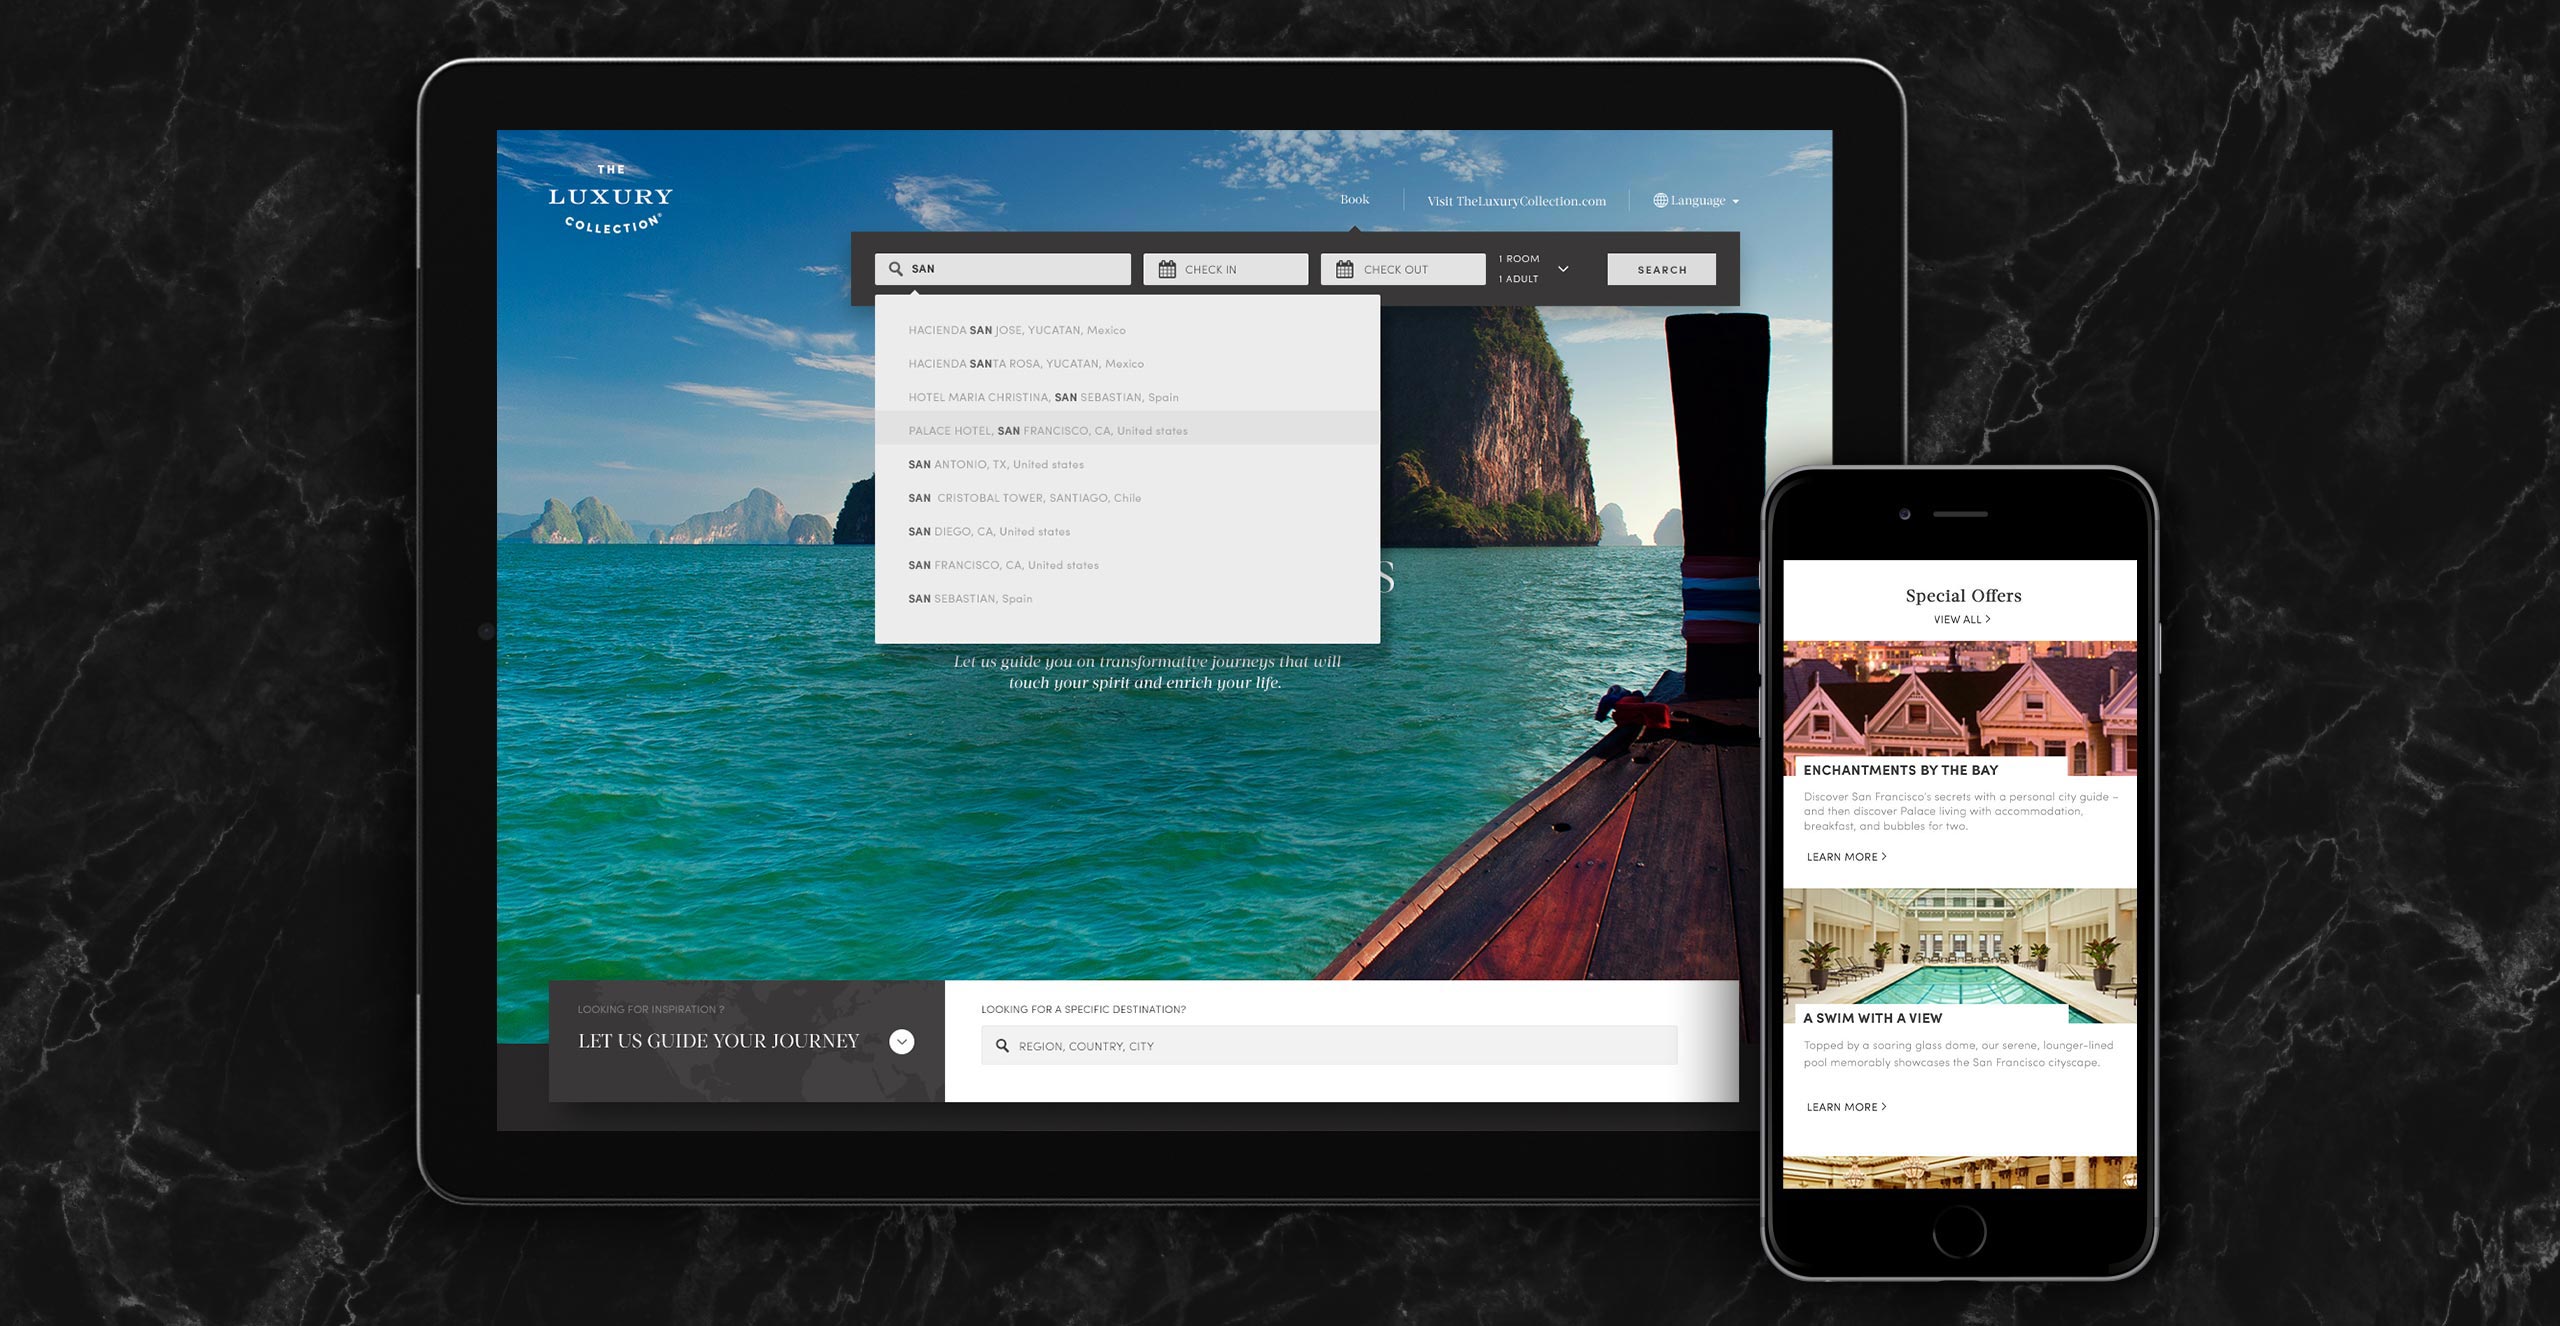 THE
LUXURY
COLLECTION®
Book
Visit TheLuxuryCollection.com
Language
SAN
CHECK IN
CHECK OUT
1 ROOM
1 ADULT
SEARCH
HACIENDA SAN JOSE, YUCATAN, Mexico
HACIENDA SANTA ROSA, YUCATAN, Mexico
HOTEL MARIA CHRISTINA, SAN SEBASTIAN, Spain
PALACE HOTEL, SAN FRANCISCO, CA, United states
SAN ANTONIO, TX, United states
SAN CRISTOBAL TOWER, SANTIAGO, Chile
SAN DIEGO, CA, United states
SAN FRANCISCO, CA, United states
SAN SEBASTIAN, Spain
S
Let us guide you on transformative journeys that will
touch your spirit and enrich your life.
LOOKING FOR INSPIRATION ?
LET US GUIDE YOUR JOURNEY
LOOKING FOR A SPECIFIC DESTINATION?
REGION, COUNTRY, CITY
Special Offers
VIEW ALL >
ENCHANTMENTS BY THE BAY
Discover San Francisco's secrets with a personal city guide –
and then discover Palace living with accommodation,
breakfast, and bubbles for two.
LEARN MORE >
A SWIM WITH A VIEW
Topped by a soaring glass dome, our serene, lounger-lined
pool memorably showcases the San Francisco cityscape.
LEARN MORE >